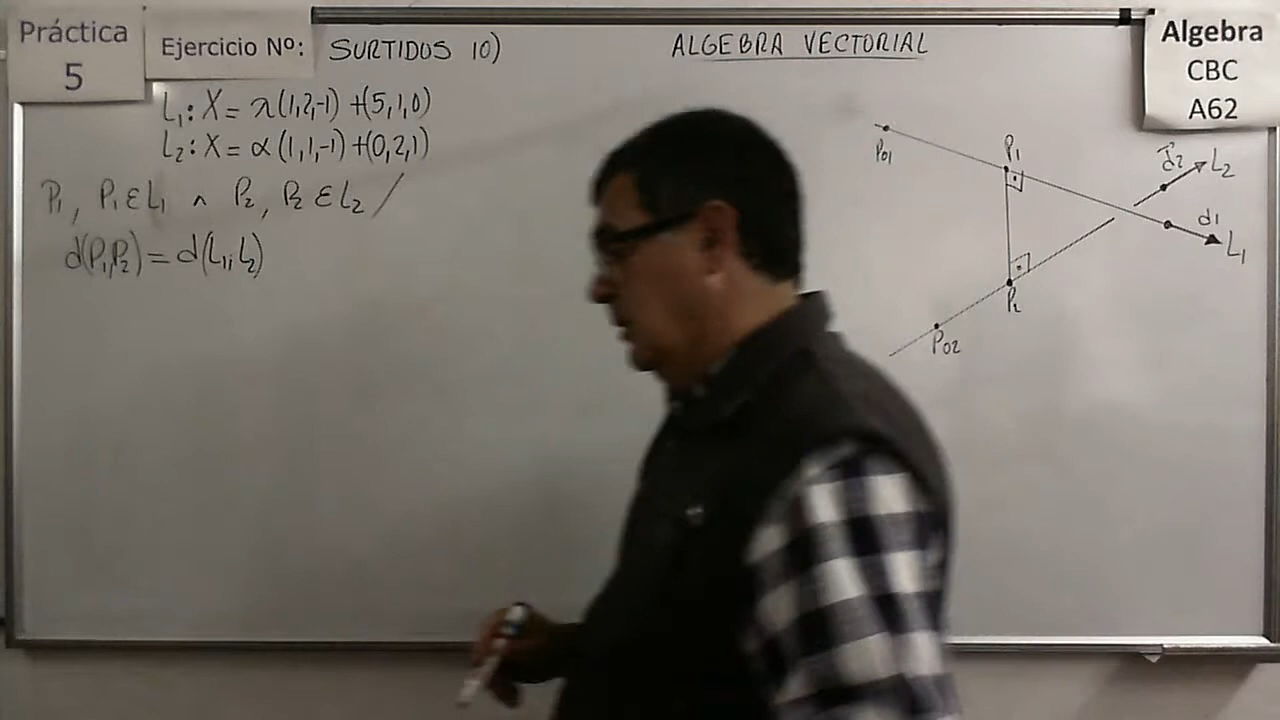 Práctica
5
Ejercicio Nº: SURTIDOS 10)
ALGEBRA VECTORIAL
Algebra
CBC
A62
L₁: X = λ(1,2,-1) + (5,1,0)
L₂: X = α(1,1,-1) + (0,2,1)
P₁, P₁ ∈ L₁ ∧ P₂, P₂ ∈ L₂ /
d(P₁,P₂) = d(L₁,L₂)
P₀₁
P₁
d₂ L₂
d₁
L₁
P₂
P₀₂